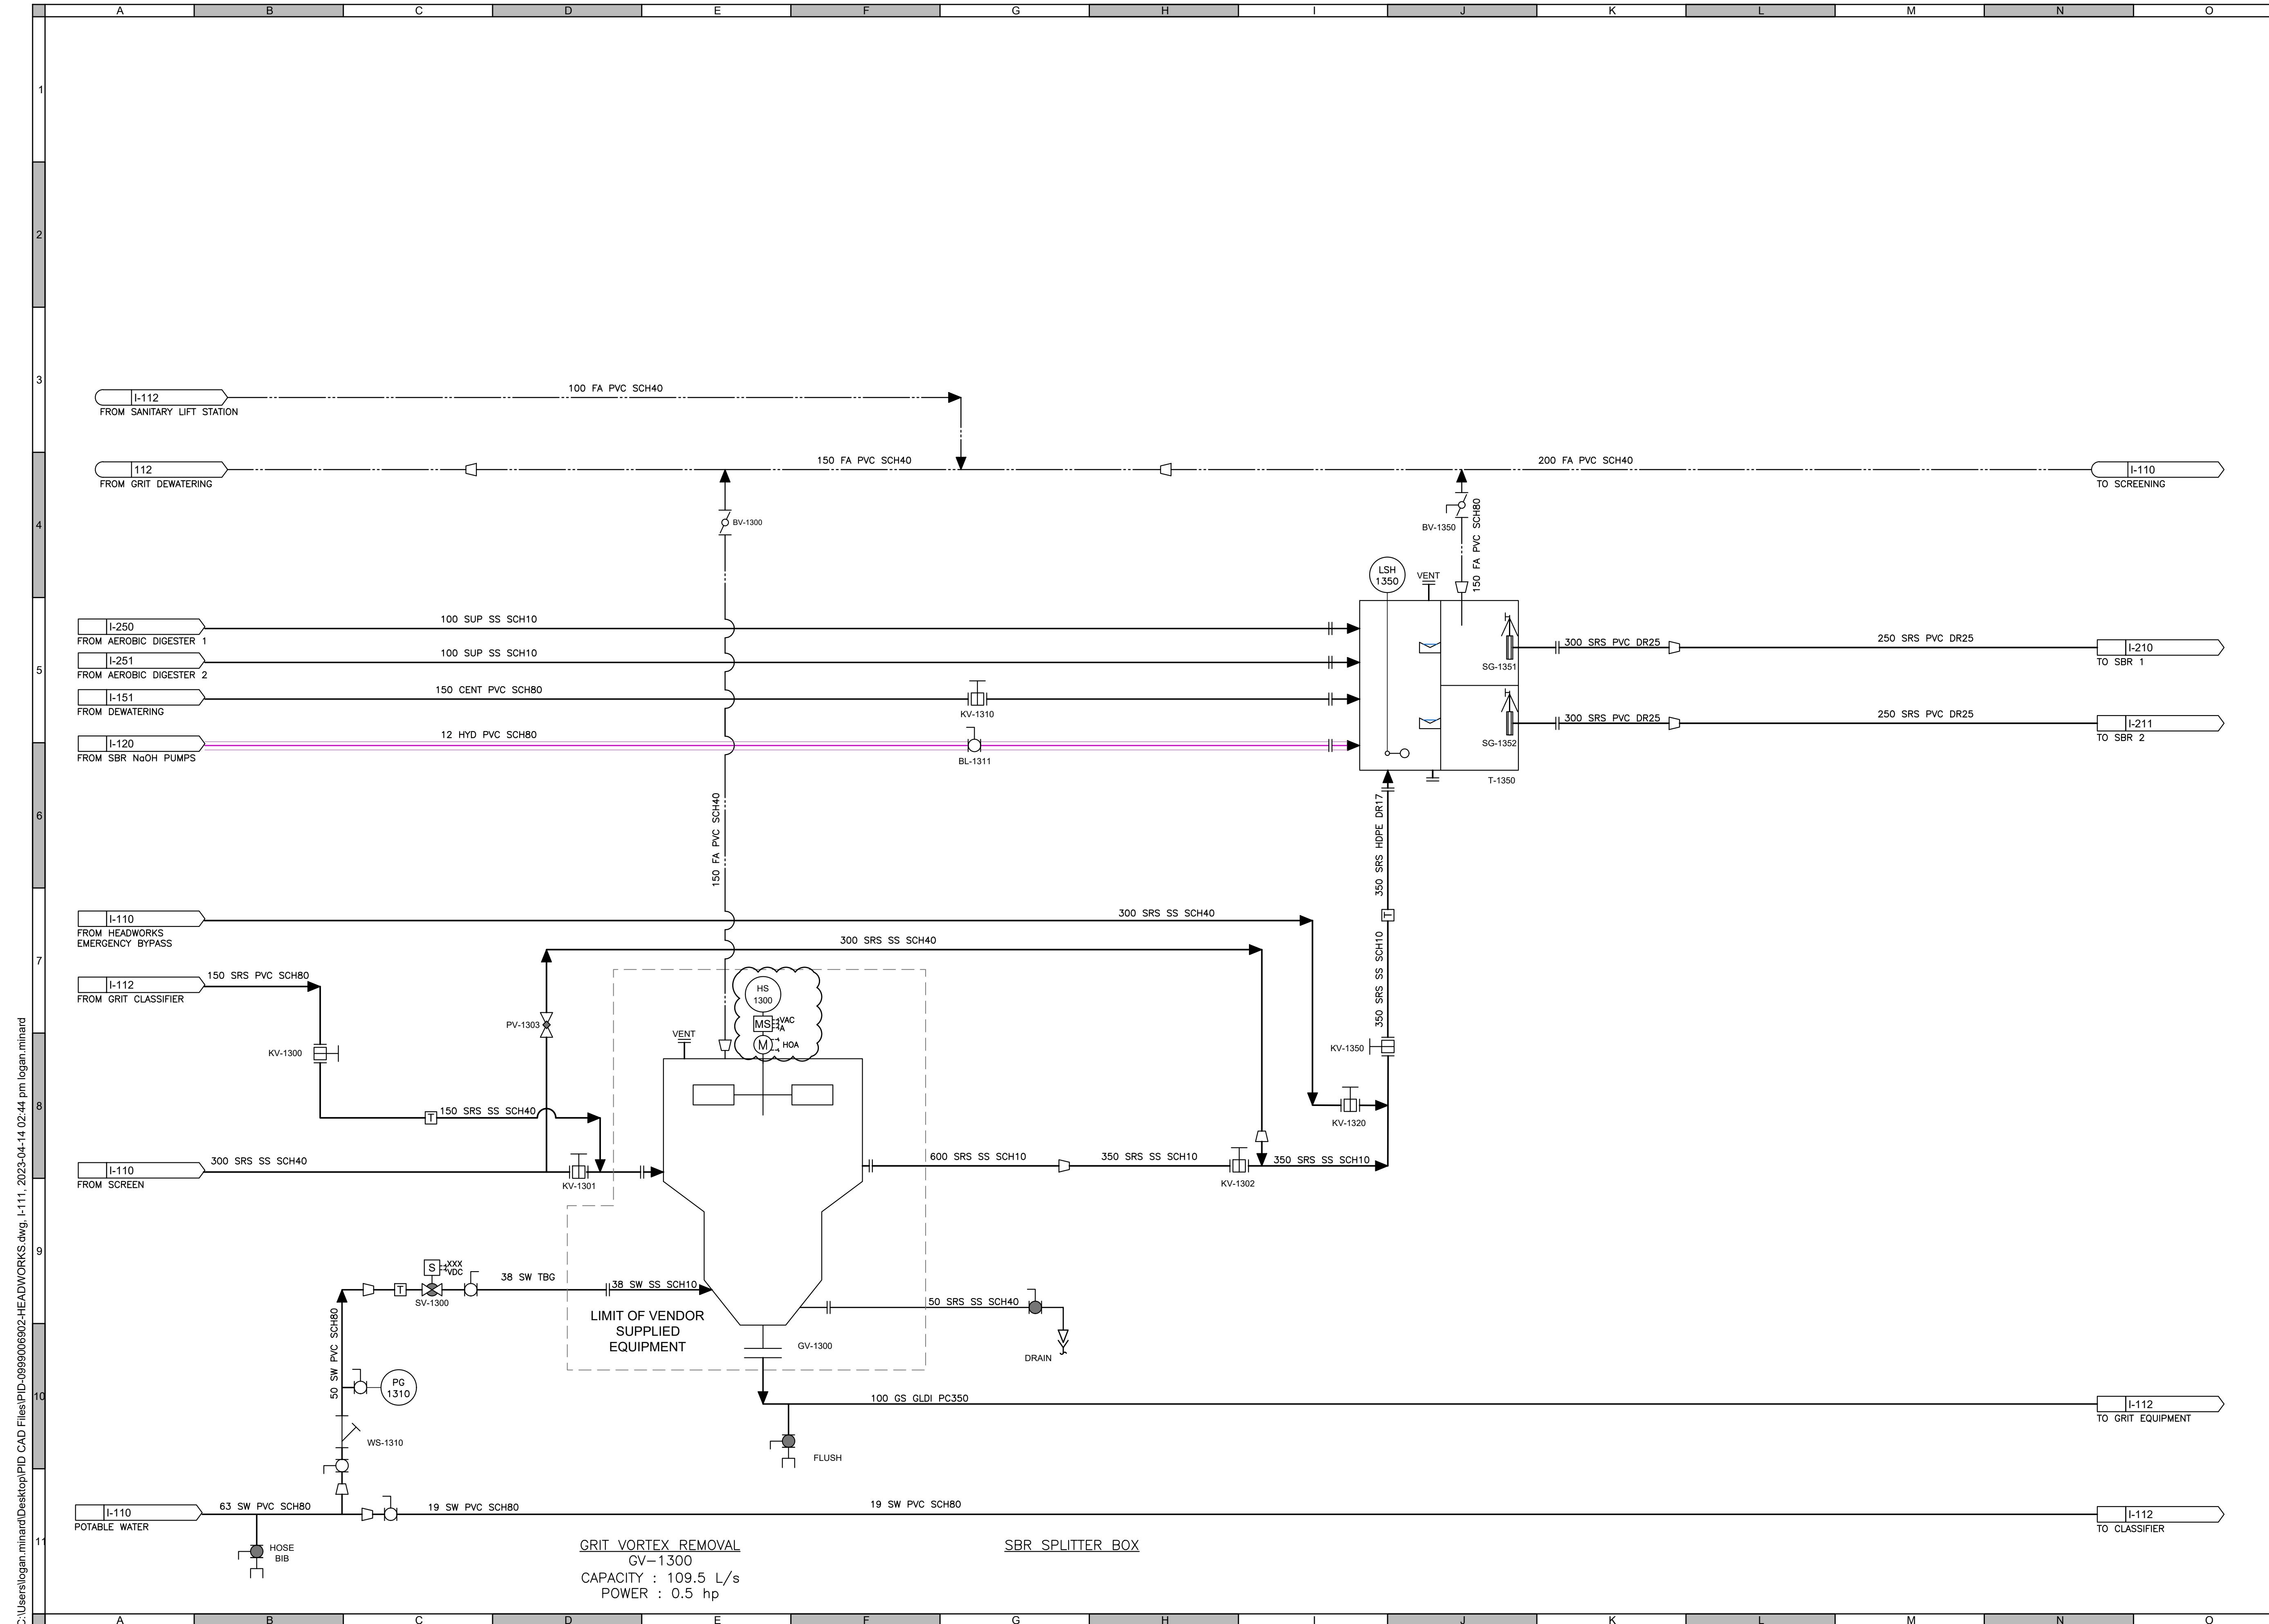 A B C D E F G H I J K L M N O
1
2
3
4
5
6
7
8
9
10
11
I-112
FROM SANITARY LIFT STATION
100 FA PVC SCH40
112
FROM GRIT DEWATERING
150 FA PVC SCH40
200 FA PVC SCH40
I-110
TO SCREENING
BV-1300
BV-1350
150 FA PVC SCH80
LSH
1350
VENT
I-250
FROM AEROBIC DIGESTER 1
100 SUP SS SCH10
I-251
FROM AEROBIC DIGESTER 2
100 SUP SS SCH10
I-151
FROM DEWATERING
150 CENT PVC SCH80
KV-1310
I-120
FROM SBR NaOH PUMPS
12 HYD PVC SCH80
BL-1311
SG-1351
300 SRS PVC DR25
250 SRS PVC DR25
I-210
TO SBR 1
SG-1352
300 SRS PVC DR25
250 SRS PVC DR25
I-211
TO SBR 2
T-1350
150 FA PVC SCH40
350 SRS HDPE DR17
T
350 SRS SS SCH10
I-110
FROM HEADWORKS
EMERGENCY BYPASS
300 SRS SS SCH40
300 SRS SS SCH40
I-112
FROM GRIT CLASSIFIER
150 SRS PVC SCH80
HS
1300
MS
VAC
A
M
HOA
PV-1303
VENT
KV-1300
KV-1350
T
150 SRS SS SCH40
KV-1320
I-110
FROM SCREEN
300 SRS SS SCH40
KV-1301
600 SRS SS SCH10
350 SRS SS SCH10
KV-1302
350 SRS SS SCH10
S
XXX
VDC
T
SV-1300
38 SW TBG
38 SW SS SCH10
50 SW PVC SCH80
LIMIT OF VENDOR
SUPPLIED
EQUIPMENT
50 SRS SS SCH40
DRAIN
GV-1300
PG
1310
100 GS GLDI PC350
I-112
TO GRIT EQUIPMENT
WS-1310
FLUSH
I-110
POTABLE WATER
63 SW PVC SCH80
19 SW PVC SCH80
19 SW PVC SCH80
I-112
TO CLASSIFIER
HOSE
BIB
GRIT VORTEX REMOVAL
GV-1300
CAPACITY : 109.5 L/s
POWER : 0.5 hp
SBR SPLITTER BOX
C:\Users\logan.minard\Desktop\PID CAD Files\PID-0999006902-HEADWORKS.dwg, I-111, 2023-04-14 02:44 pm logan.minard
A B C D E F G H I J K L M N O